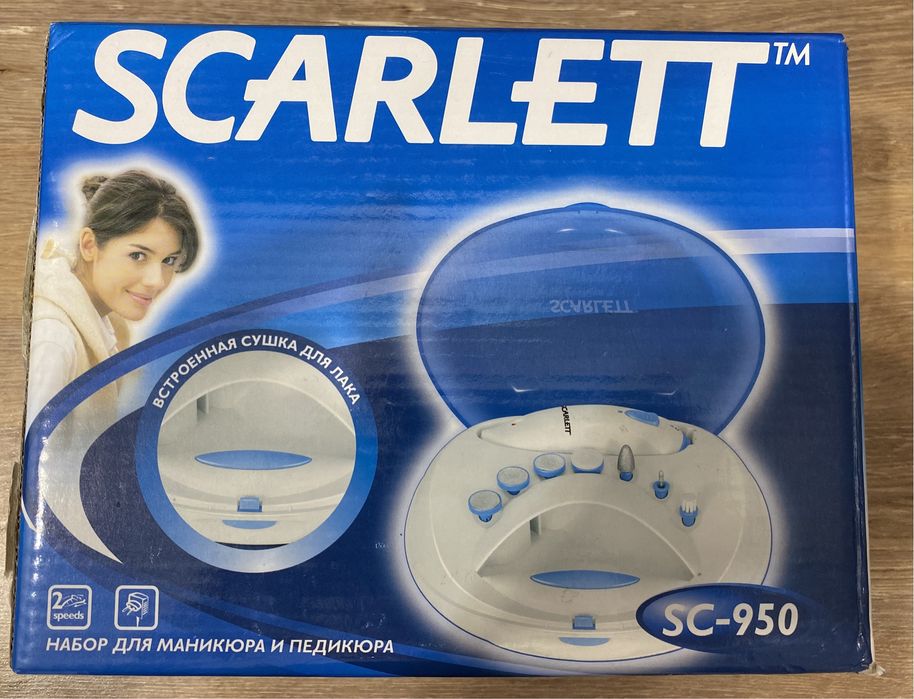 SCARLETT™
SCARLETT
ВСТРОЕННАЯ СУШКА ДЛЯ ЛАКА
SCARLETT
2 speeds
SC-950
НАБОР ДЛЯ МАНИКЮРА И ПЕДИКЮРА